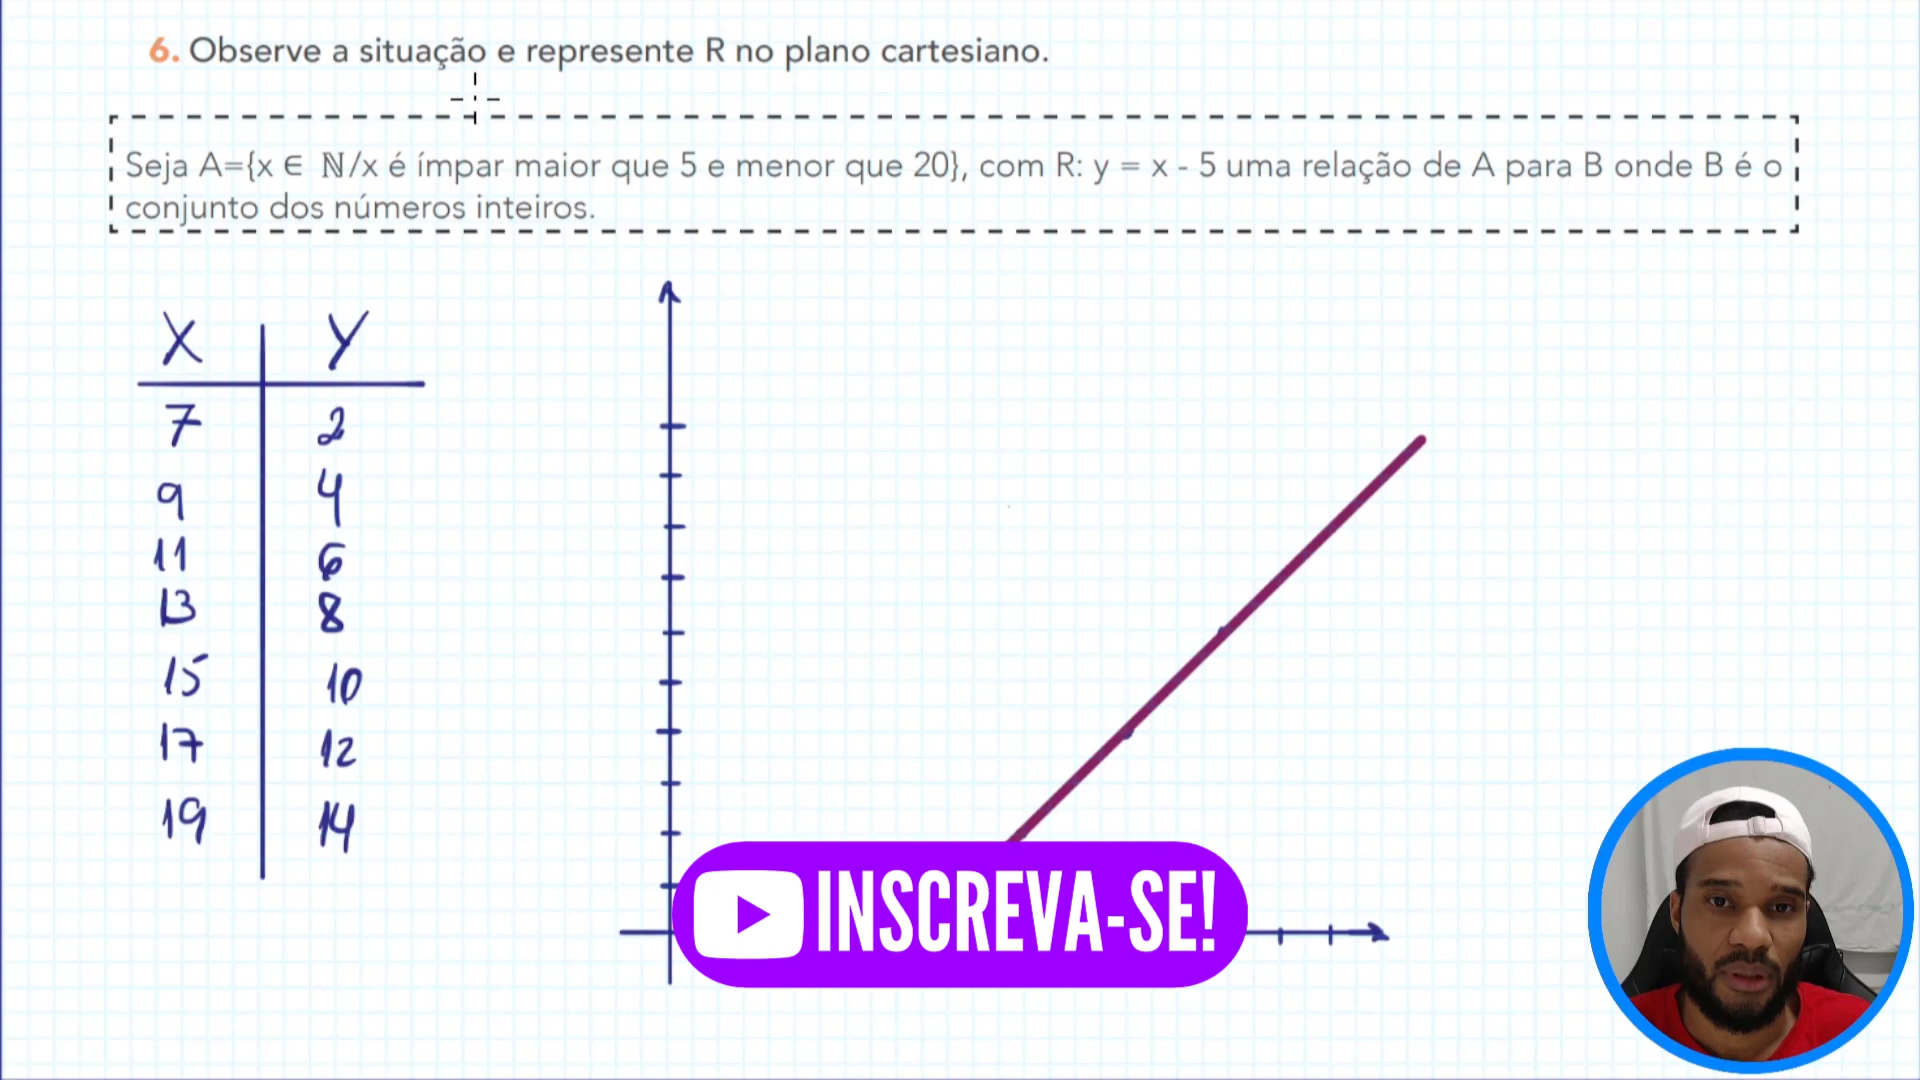 6. Observe a situação e represente R no plano cartesiano.
Seja A={x ∈ ℕ/x é ímpar maior que 5 e menor que 20}, com R: y = x - 5 uma relação de A para B onde B é o
conjunto dos números inteiros.
X Y
7 2
9 4
11 6
13 8
15 10
17 12
19 14
INSCREVA-SE!